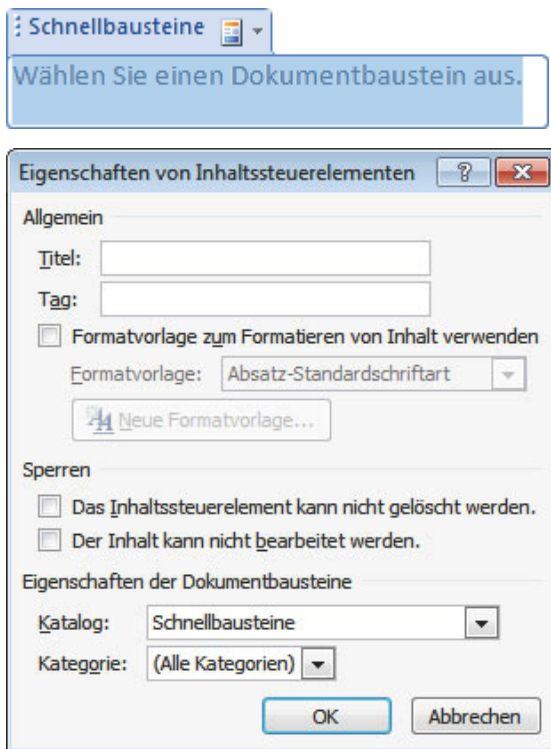 Schnellbausteine
Wählen Sie einen Dokumentbaustein aus.
Eigenschaften von Inhaltssteuerelementen
Allgemein
Titel:
Tag:
Formatvorlage zum Formatieren von Inhalt verwenden
Formatvorlage: Absatz-Standardschriftart
Neue Formatvorlage...
Sperren
Das Inhaltssteuerelement kann nicht gelöscht werden.
Der Inhalt kann nicht bearbeitet werden.
Eigenschaften der Dokumentbausteine
Katalog: Schnellbausteine
Kategorie: (Alle Kategorien)
OK Abbrechen